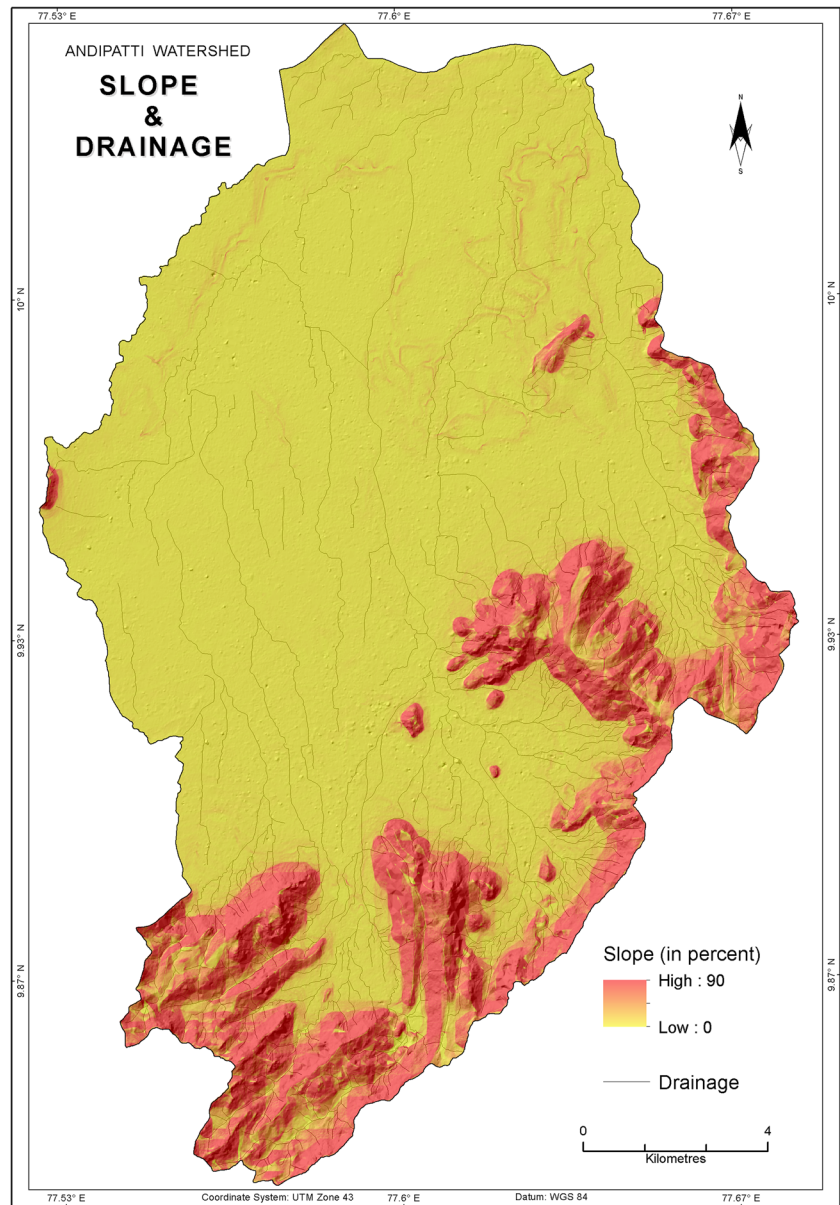 77.53° E
77.6° E
77.67° E
ANDIPATTI WATERSHED
SLOPE
&
DRAINAGE
N
S
10° N
10° N
9.93° N
9.93° N
9.87° N
9.87° N
Slope (in percent)
High : 90
Low : 0
Drainage
0 4
Kilometres
77.53° E
Coordinate System: UTM Zone 43
77.6° E
Datum: WGS 84
77.67° E